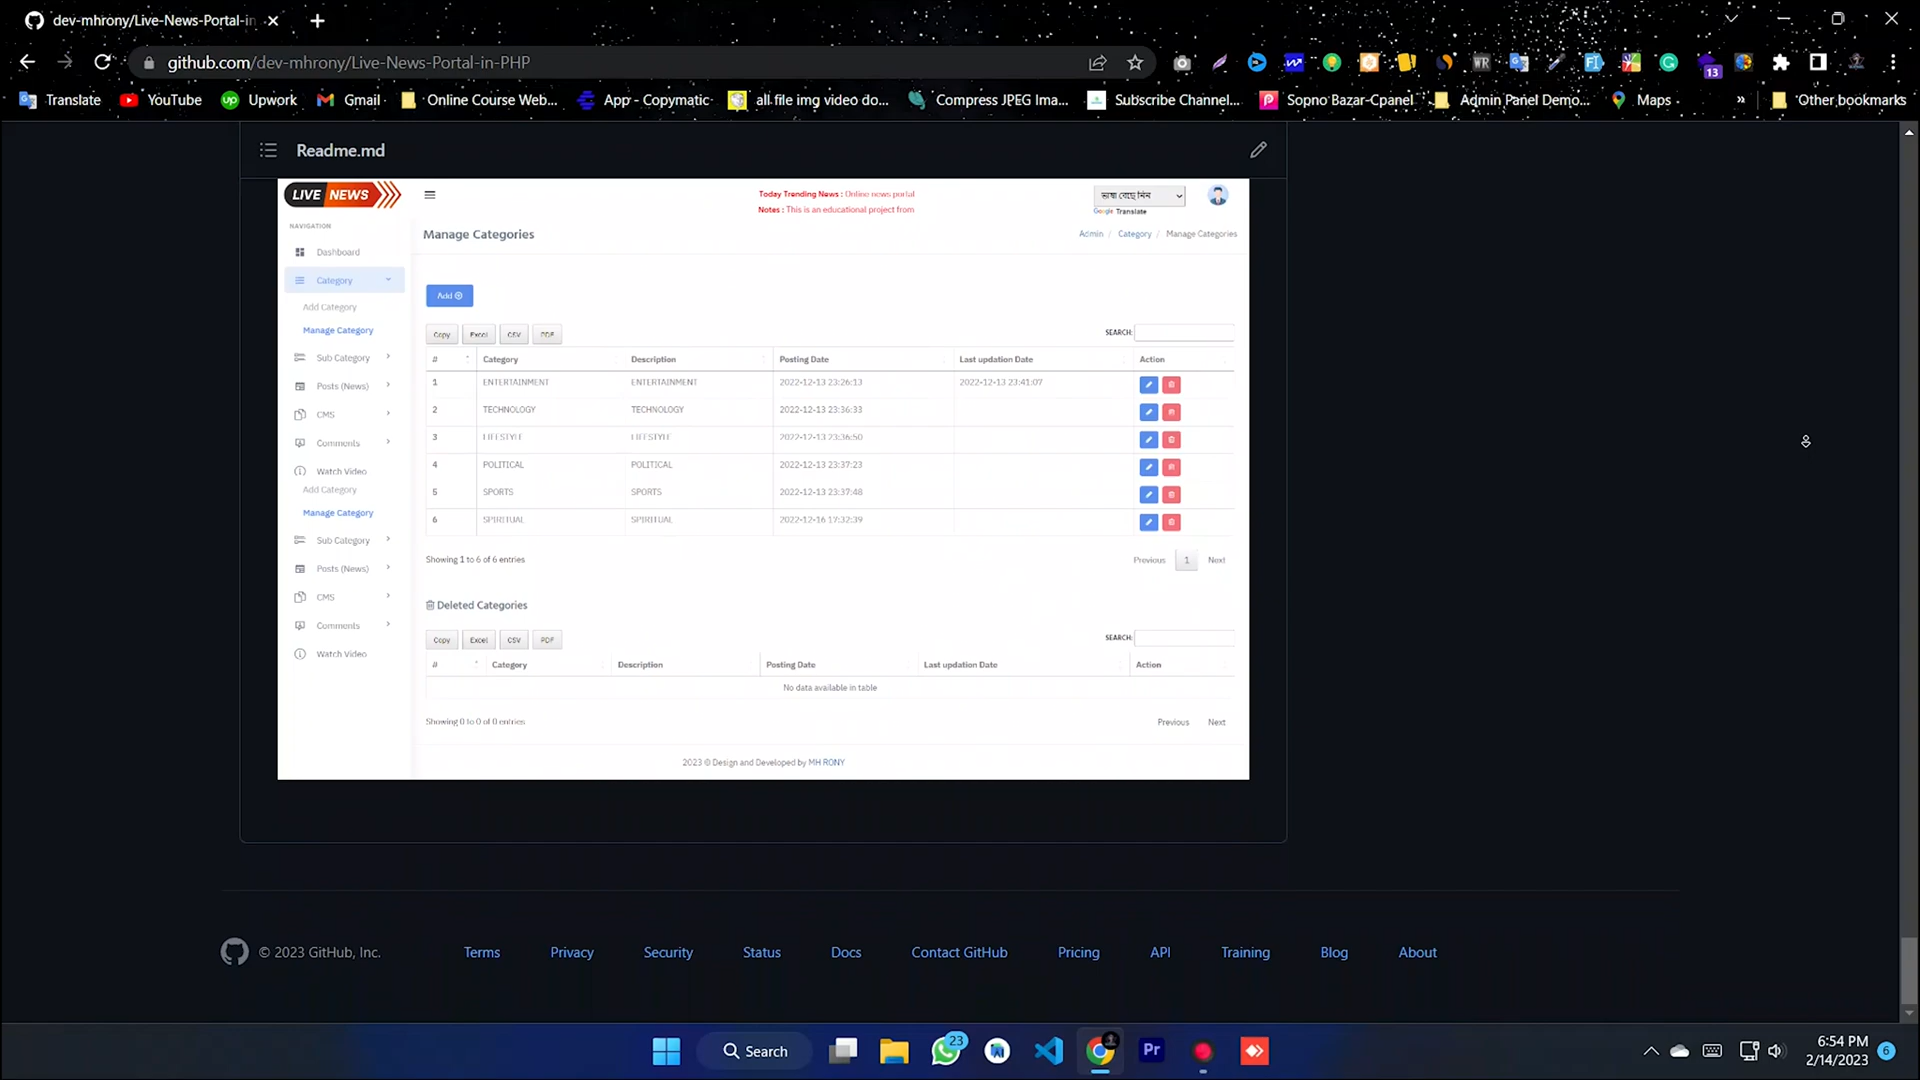 dev-mhrony/Live-News-Portal-in
github.com/dev-mhrony/Live-News-Portal-in-PHP
13
Translate
YouTube
Upwork
Gmail
Online Course Web...
App - Copymatic
all file img video do...
Compress JPEG Ima...
Subscribe Channel...
Sopno Bazar-Cpanel
Admin Panel Demo...
Maps
»
Other bookmarks
Readme.md
LIVE NEWS
Today Trending News : Online news portal
Notes : This is an educational project from
ভাষা বেছে নিন
Google Translate
NAVIGATION
Manage Categories
Admin / Category / Manage Categories
Dashboard
Category
Add Category
Manage Category
Sub Category
Posts (News)
CMS
Comments
Watch Video
Add Category
Manage Category
Sub Category
Posts (News)
CMS
Comments
Watch Video
Add
Copy Excel CSV PDF
SEARCH:
# Category Description Posting Date Last updation Date Action
1 ENTERTAINMENT ENTERTAINMENT 2022-12-13 23:26:13 2022-12-13 23:41:07
2 TECHNOLOGY TECHNOLOGY 2022-12-13 23:36:33
3 LIFESTYLE LIFESTYLE 2022-12-13 23:36:50
4 POLITICAL POLITICAL 2022-12-13 23:37:23
5 SPORTS SPORTS 2022-12-13 23:37:48
6 SPIRITUAL SPIRITUAL 2022-12-16 17:32:39
Showing 1 to 6 of 6 entries
Previous 1 Next
Deleted Categories
Copy Excel CSV PDF
SEARCH:
# Category Description Posting Date Last updation Date Action
No data available in table
Showing 0 to 0 of 0 entries
Previous Next
2023 © Design and Developed by MH RONY
© 2023 GitHub, Inc.
Terms
Privacy
Security
Status
Docs
Contact GitHub
Pricing
API
Training
Blog
About
Search
23
Pr
6:54 PM
2/14/2023
6